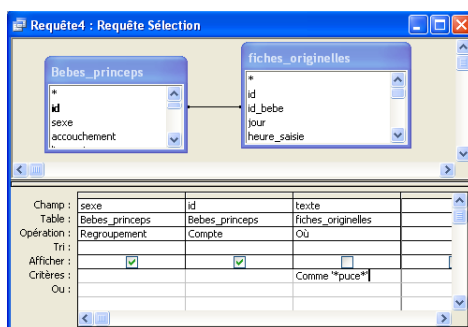 Requête4 : Requête Sélection
Bebes_princeps
*
id
sexe
accouchement
fiches_originelles
*
id
id_bebe
jour
heure_saisie
Champ : sexe id texte
Table : Bebes_princeps Bebes_princeps fiches_originelles
Opération : Regroupement Compte Où
Tri :
Afficher :
Critères : Comme '*puce*'
Ou :